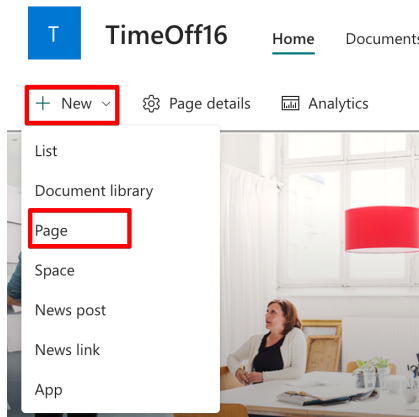 T
TimeOff16
Home
Documents
New
Page details
Analytics
List
Document library
Page
Space
News post
News link
App